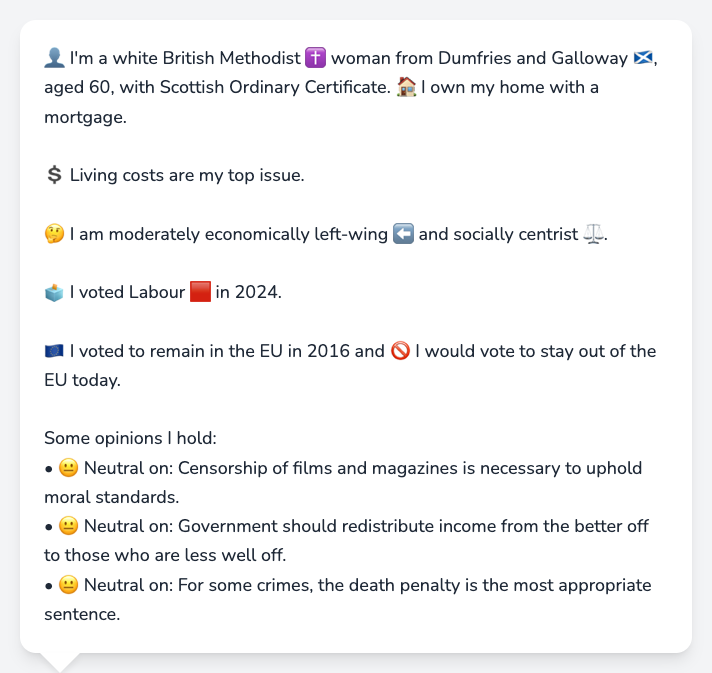 👤 I'm a white British Methodist ✝️ woman from Dumfries and Galloway 🏴󠁧󠁢󠁳󠁣󠁴󠁿,
aged 60, with Scottish Ordinary Certificate. 🏠 I own my home with a
mortgage.
💲 Living costs are my top issue.
🤔 I am moderately economically left-wing ⬅️ and socially centrist ⚖️.
🗳️ I voted Labour 🟥 in 2024.
🇪🇺 I voted to remain in the EU in 2016 and 🚫 I would vote to stay out of the
EU today.
Some opinions I hold:
• 😐 Neutral on: Censorship of films and magazines is necessary to uphold
moral standards.
• 😐 Neutral on: Government should redistribute income from the better off
to those who are less well off.
• 😐 Neutral on: For some crimes, the death penalty is the most appropriate
sentence.